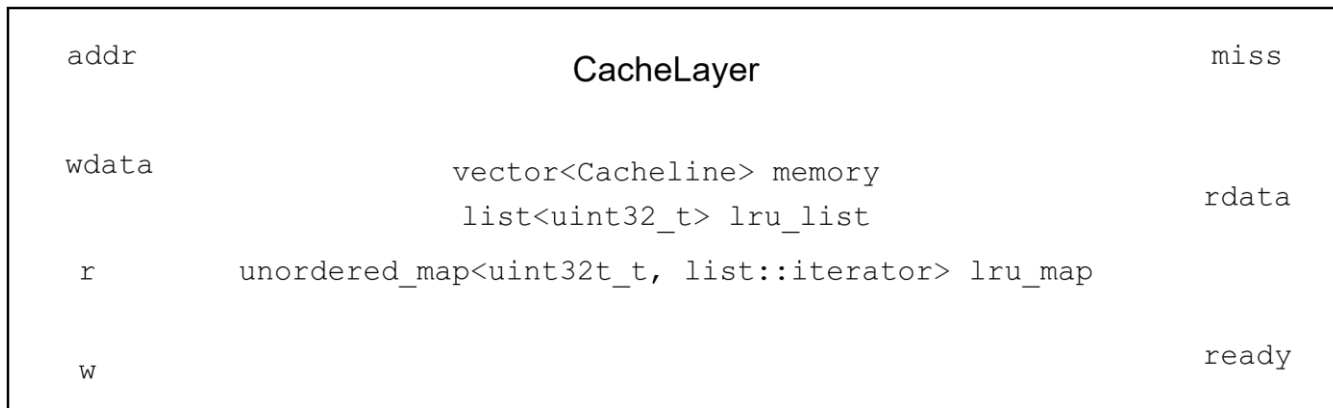 addr
CacheLayer
miss
wdata
vector<Cacheline> memory
rdata
list<uint32_t> lru_list
r
unordered_map<uint32t_t, list::iterator> lru_map
w
ready